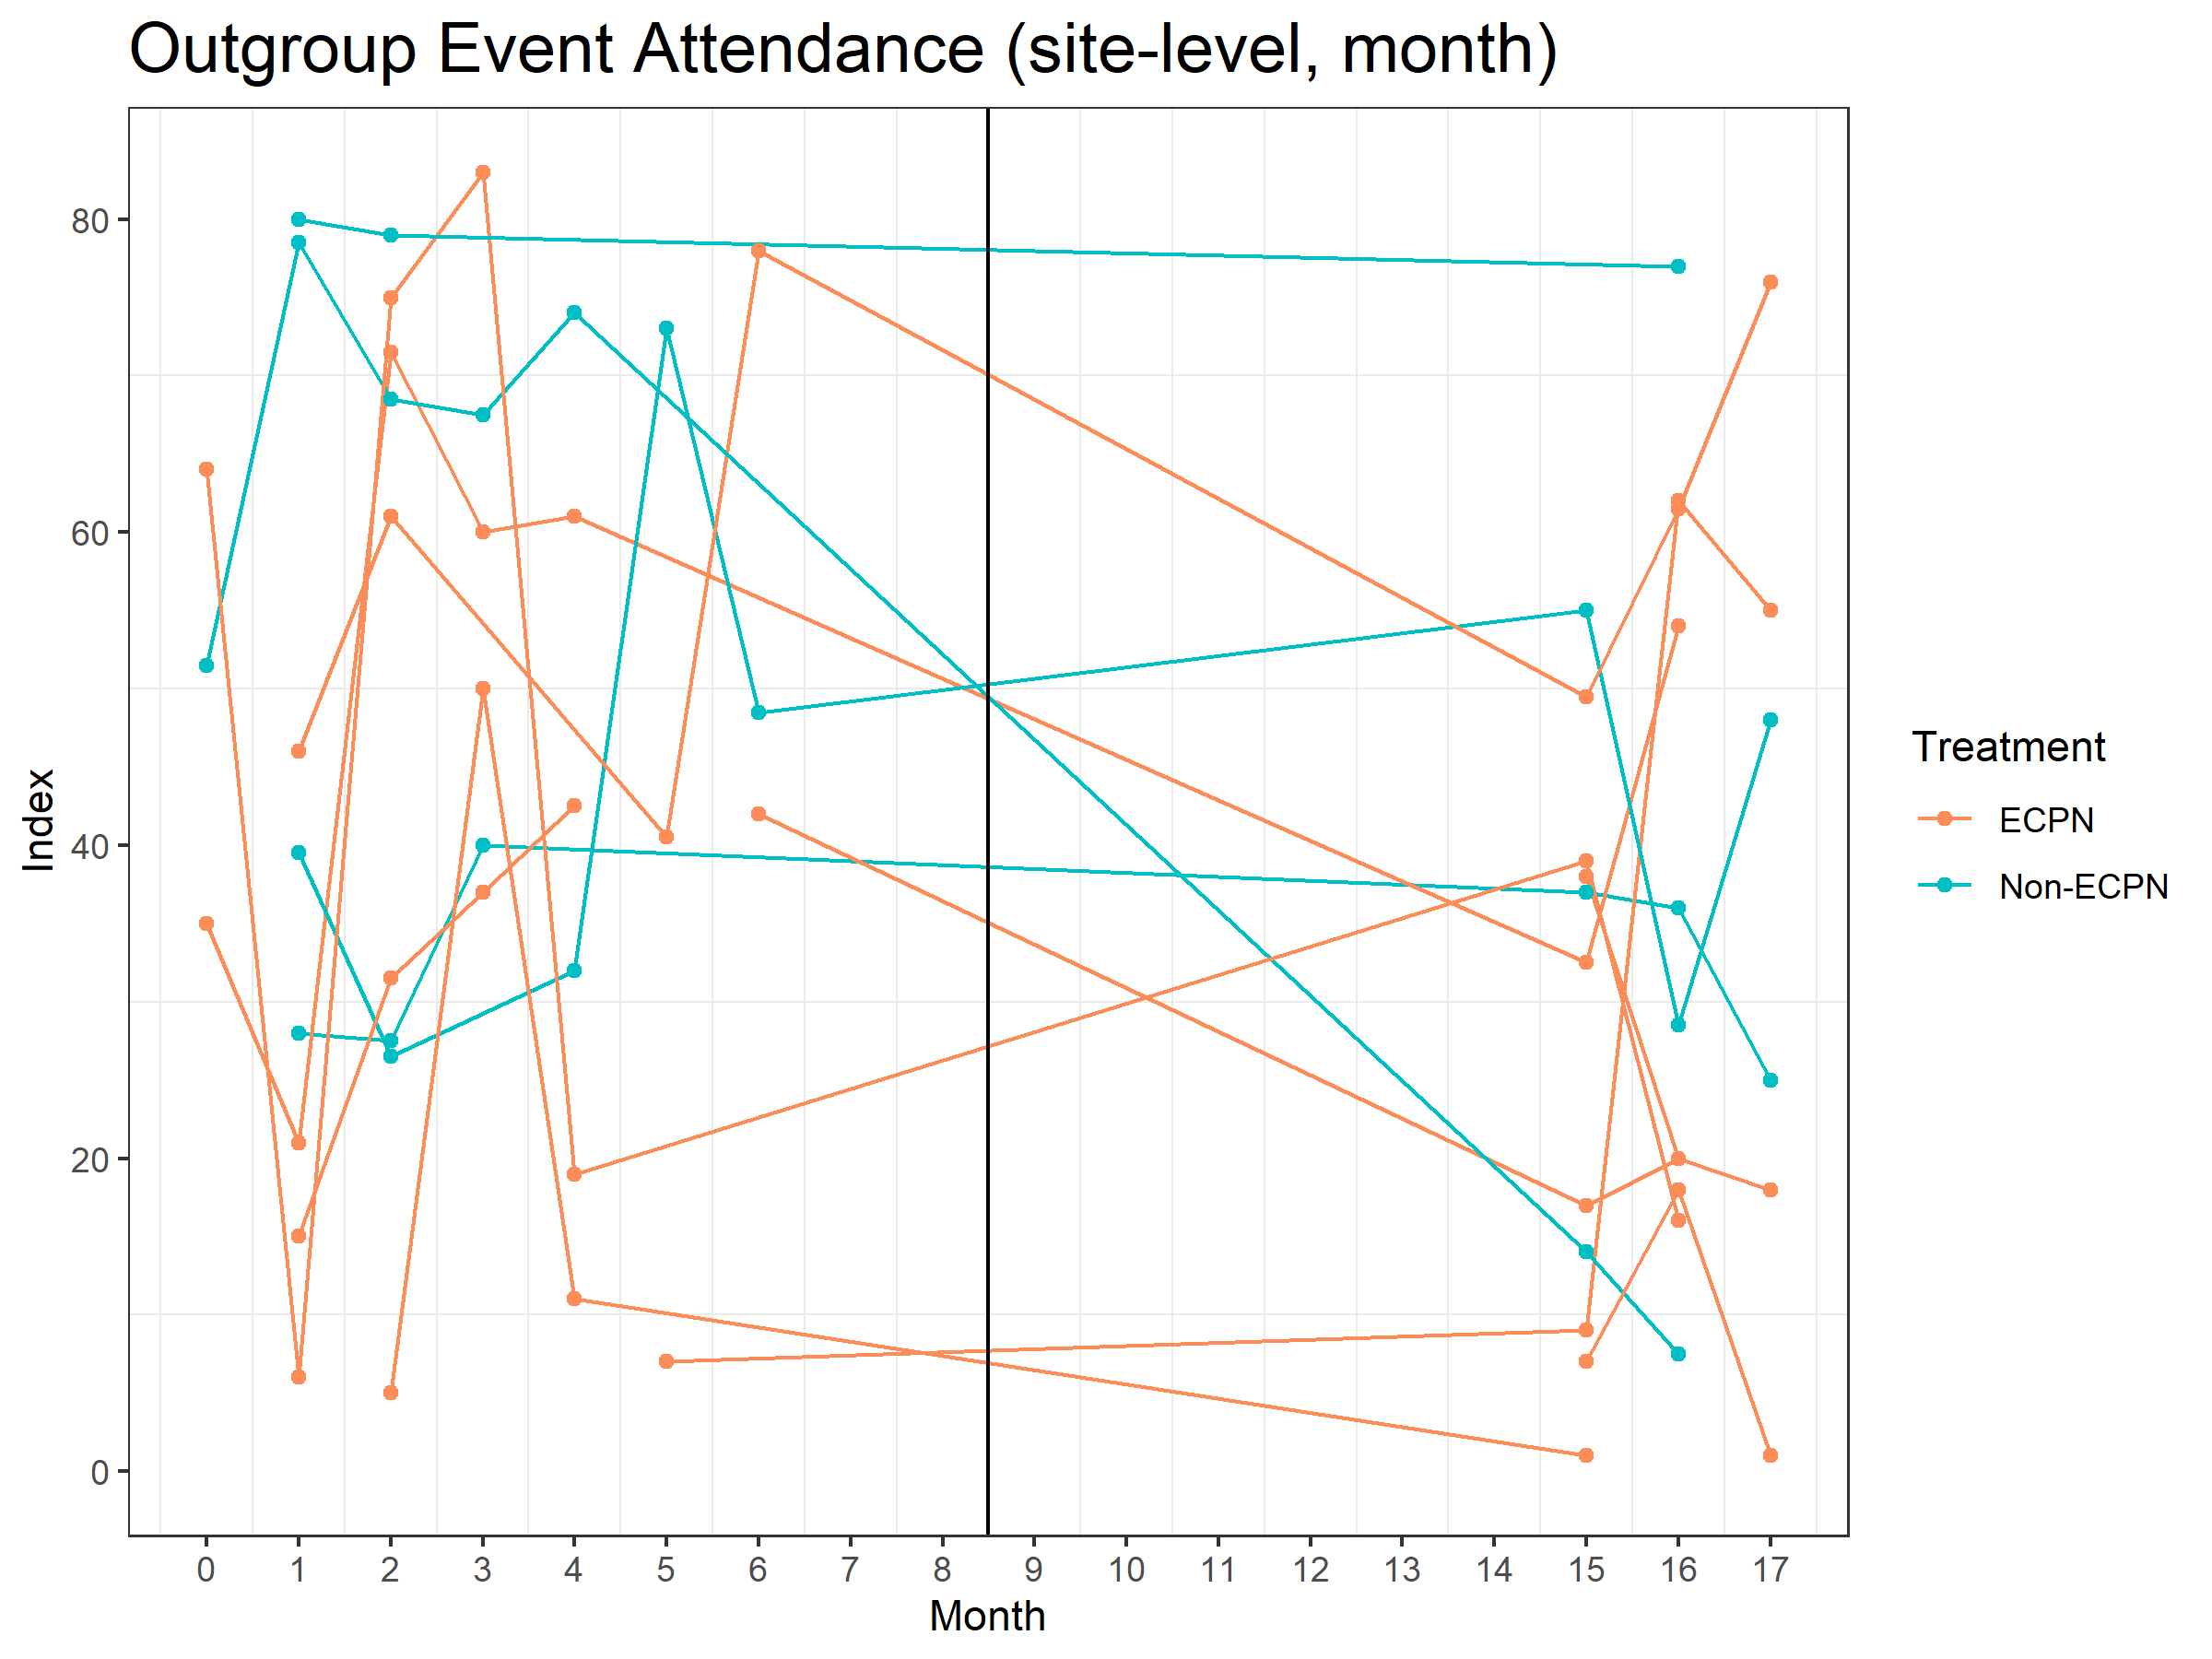 Outgroup Event Attendance (site-level, month)
80
60
40
20
0
Index
0 1 2 3 4 5 6 7 8 9 10 11 12 13 14 15 16 17
Month
Treatment
ECPN
Non-ECPN